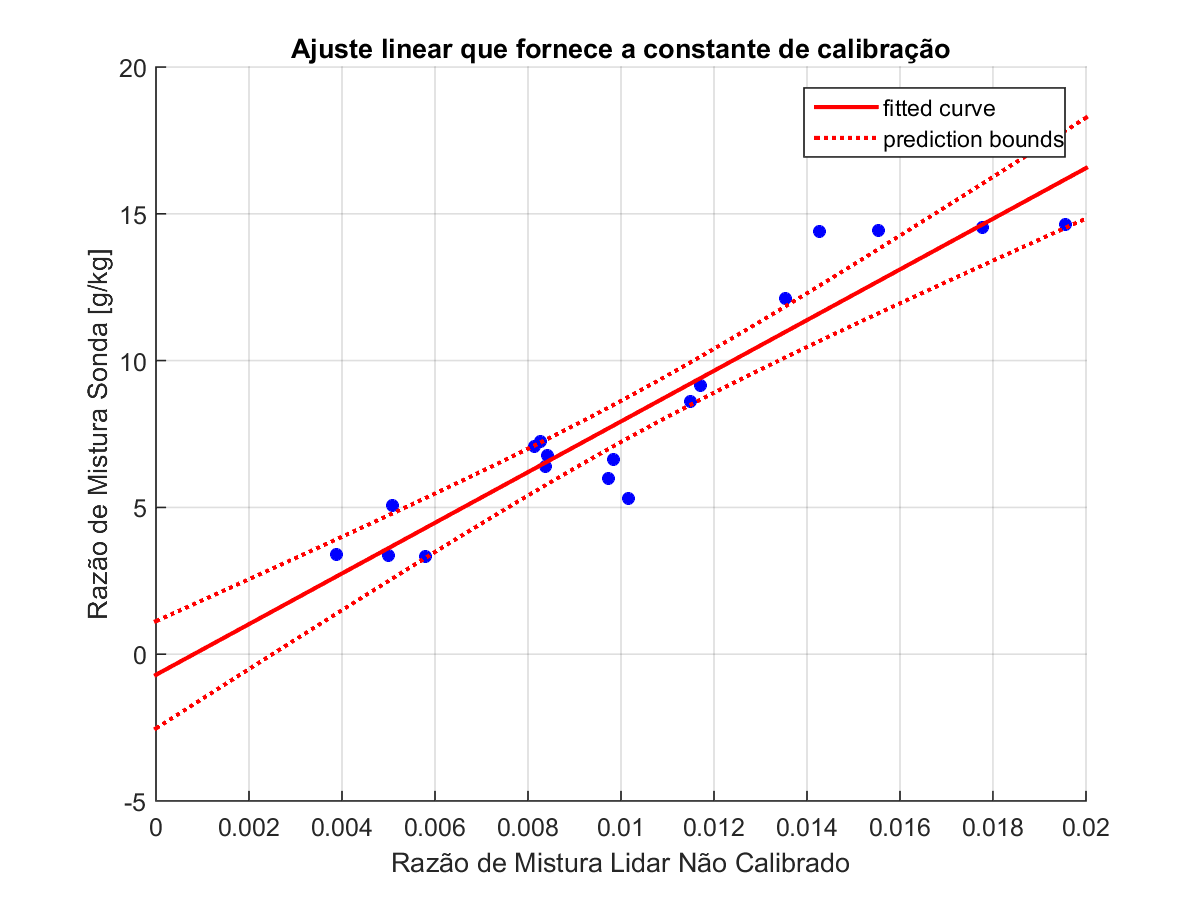 Ajuste linear que fornece a constante de calibração
fitted curve
prediction bounds
20
15
10
5
0
-5
Razão de Mistura Sonda [g/kg]
0 0.002 0.004 0.006 0.008 0.01 0.012 0.014 0.016 0.018 0.02
Razão de Mistura Lidar Não Calibrado